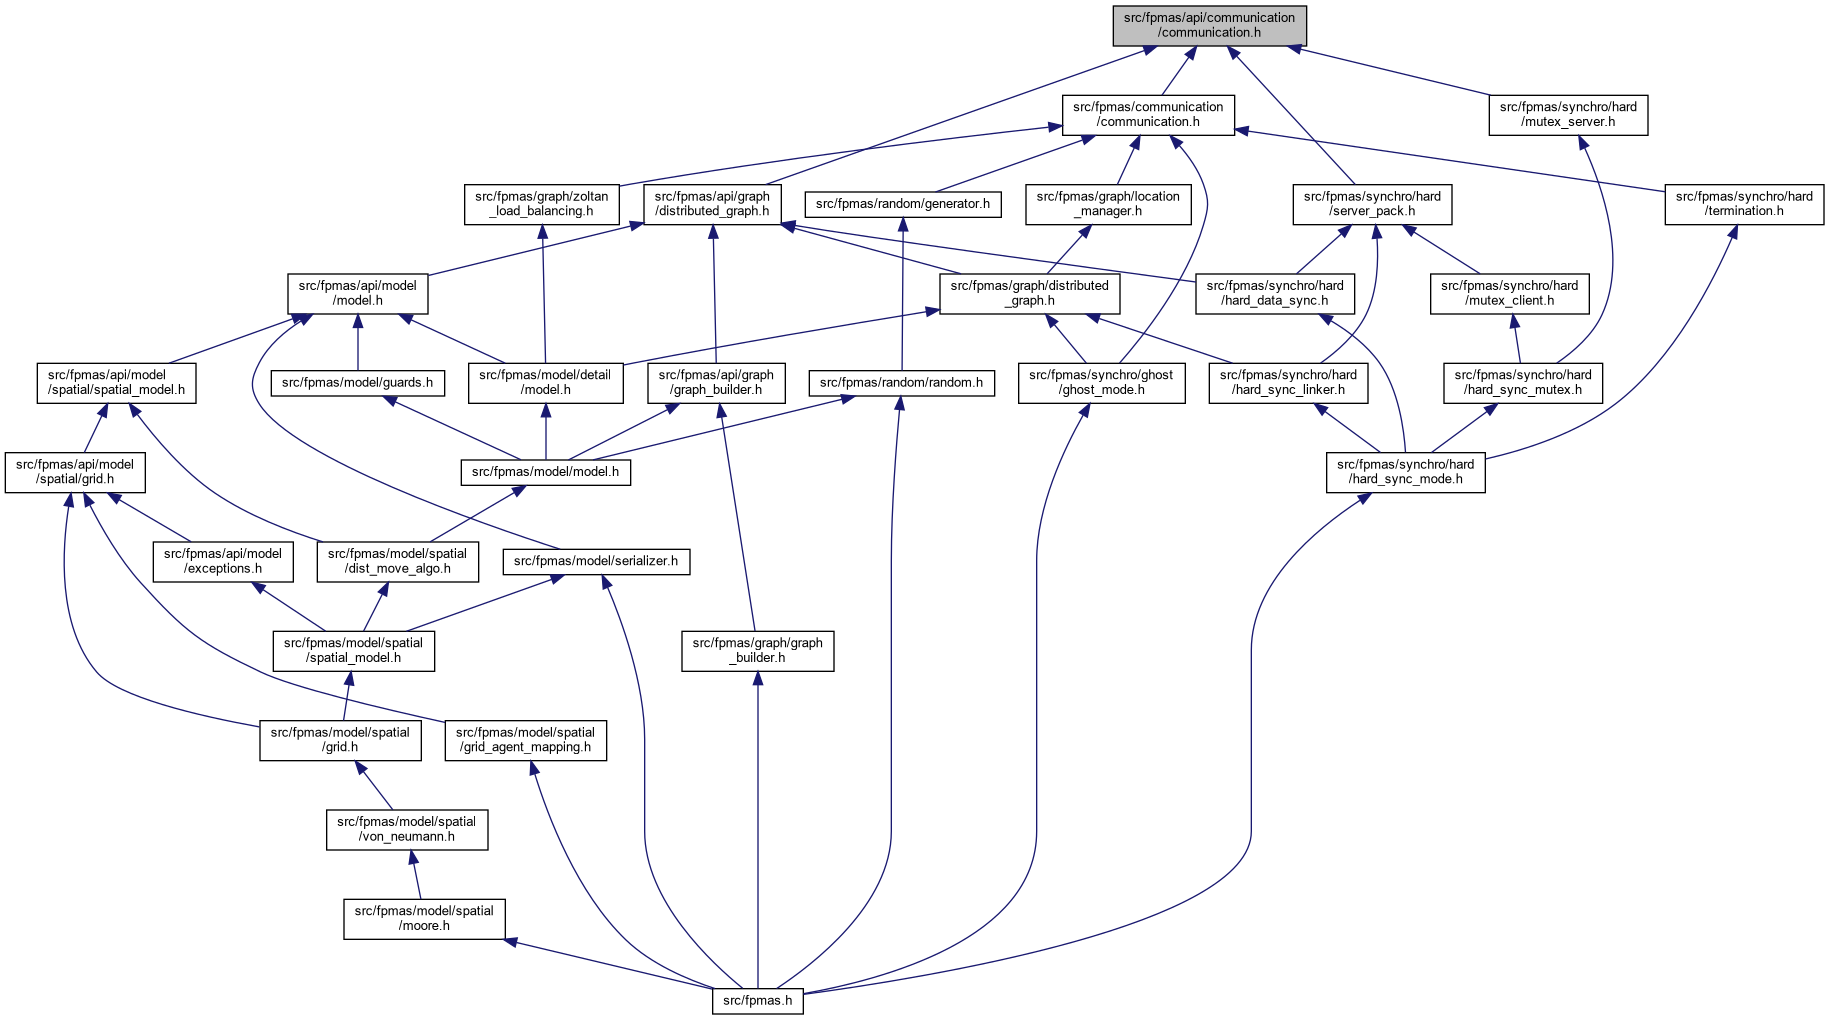 src/fpmas/api/communication
/communication.h
src/fpmas/communication
/communication.h
src/fpmas/synchro/hard
/mutex_server.h
src/fpmas/graph/zoltan
_load_balancing.h
src/fpmas/api/graph
/distributed_graph.h
src/fpmas/random/generator.h
src/fpmas/graph/location
_manager.h
src/fpmas/synchro/hard
/server_pack.h
src/fpmas/synchro/hard
/termination.h
src/fpmas/api/model
/model.h
src/fpmas/graph/distributed
_graph.h
src/fpmas/synchro/hard
/hard_data_sync.h
src/fpmas/synchro/hard
/mutex_client.h
src/fpmas/api/model
/spatial/spatial_model.h
src/fpmas/model/guards.h
src/fpmas/model/detail
/model.h
src/fpmas/api/graph
/graph_builder.h
src/fpmas/random/random.h
src/fpmas/synchro/ghost
/ghost_mode.h
src/fpmas/synchro/hard
/hard_sync_linker.h
src/fpmas/synchro/hard
/hard_sync_mutex.h
src/fpmas/api/model
/spatial/grid.h
src/fpmas/model/model.h
src/fpmas/synchro/hard
/hard_sync_mode.h
src/fpmas/api/model
/exceptions.h
src/fpmas/model/spatial
/dist_move_algo.h
src/fpmas/model/serializer.h
src/fpmas/model/spatial
/spatial_model.h
src/fpmas/graph/graph
_builder.h
src/fpmas/model/spatial
/grid.h
src/fpmas/model/spatial
/grid_agent_mapping.h
src/fpmas/model/spatial
/von_neumann.h
src/fpmas/model/spatial
/moore.h
src/fpmas.h